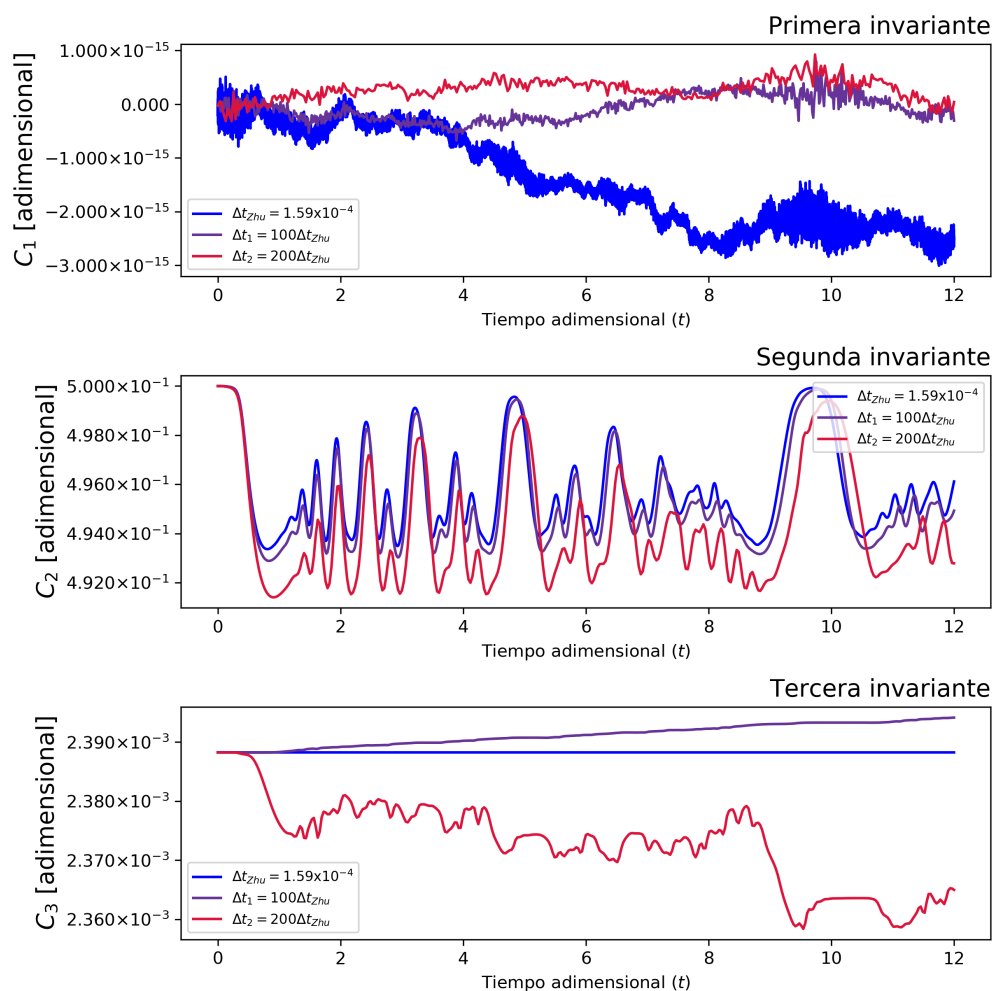 Primera invariante
C₁ [adimensional]
1.000×10⁻¹⁵
0.000
−1.000×10⁻¹⁵
−2.000×10⁻¹⁵
−3.000×10⁻¹⁵
Δt_Zhu = 1.59x10⁻⁴
Δt₁ = 100Δt_Zhu
Δt₂ = 200Δt_Zhu
0 2 4 6 8 10 12
Tiempo adimensional (t)
Segunda invariante
C₂ [adimensional]
5.000×10⁻¹
4.980×10⁻¹
4.960×10⁻¹
4.940×10⁻¹
4.920×10⁻¹
Δt_Zhu = 1.59x10⁻⁴
Δt₁ = 100Δt_Zhu
Δt₂ = 200Δt_Zhu
0 2 4 6 8 10 12
Tiempo adimensional (t)
Tercera invariante
C₃ [adimensional]
2.390×10⁻³
2.380×10⁻³
2.370×10⁻³
2.360×10⁻³
Δt_Zhu = 1.59x10⁻⁴
Δt₁ = 100Δt_Zhu
Δt₂ = 200Δt_Zhu
0 2 4 6 8 10 12
Tiempo adimensional (t)